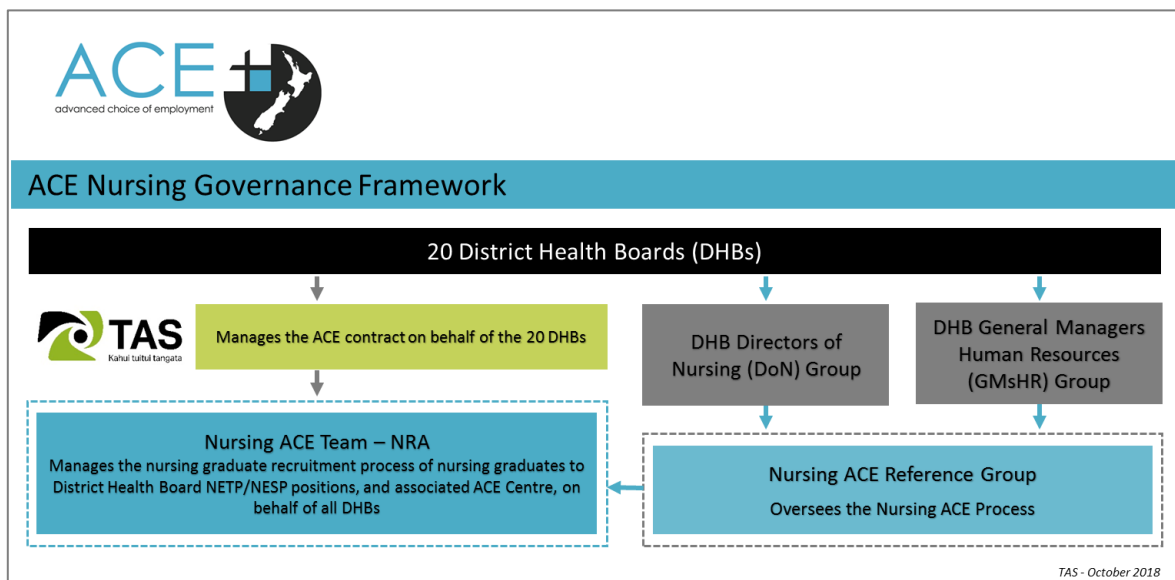 ACE
advanced choice of employment
ACE Nursing Governance Framework
20 District Health Boards (DHBs)
TAS
Kahui tuitui tangata
Manages the ACE contract on behalf of the 20 DHBs
DHB Directors of
Nursing (DoN) Group
DHB General Managers
Human Resources
(GMsHR) Group
Nursing ACE Team – NRA
Manages the nursing graduate recruitment process of nursing graduates to
District Health Board NETP/NESP positions, and associated ACE Centre, on
behalf of all DHBs
Nursing ACE Reference Group
Oversees the Nursing ACE Process
TAS - October 2018